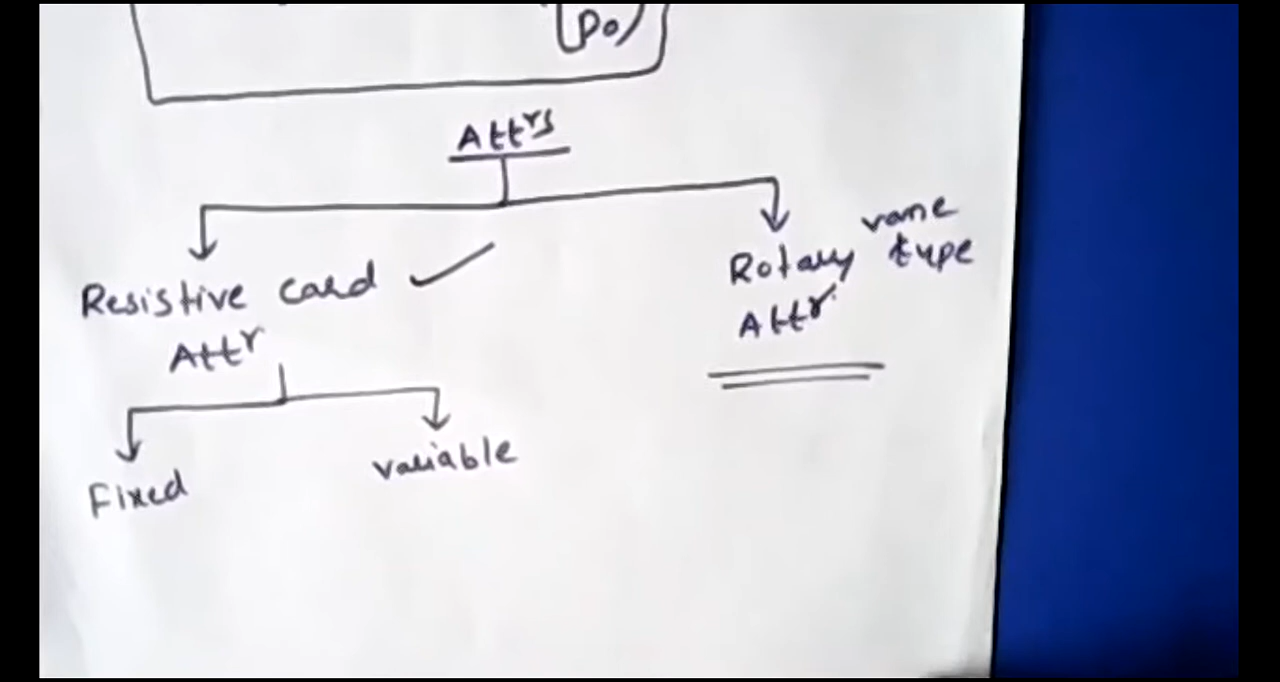 (Po)
Attrs
Resistive card
Attr
Rotary vane type
Attr
Fixed
variable